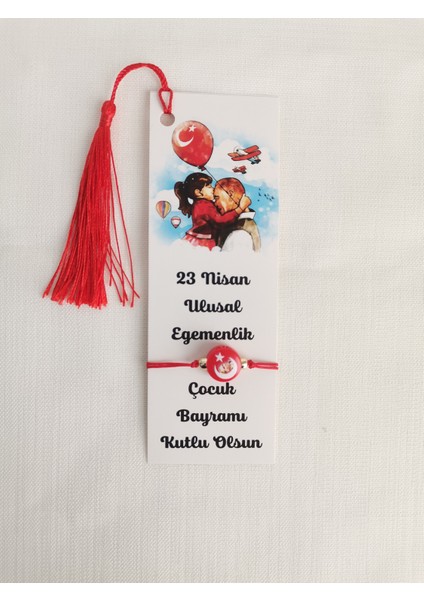 23 Nisan
Ulusal
Egemenlik
Çocuk
Bayramı
Kutlu Olsun